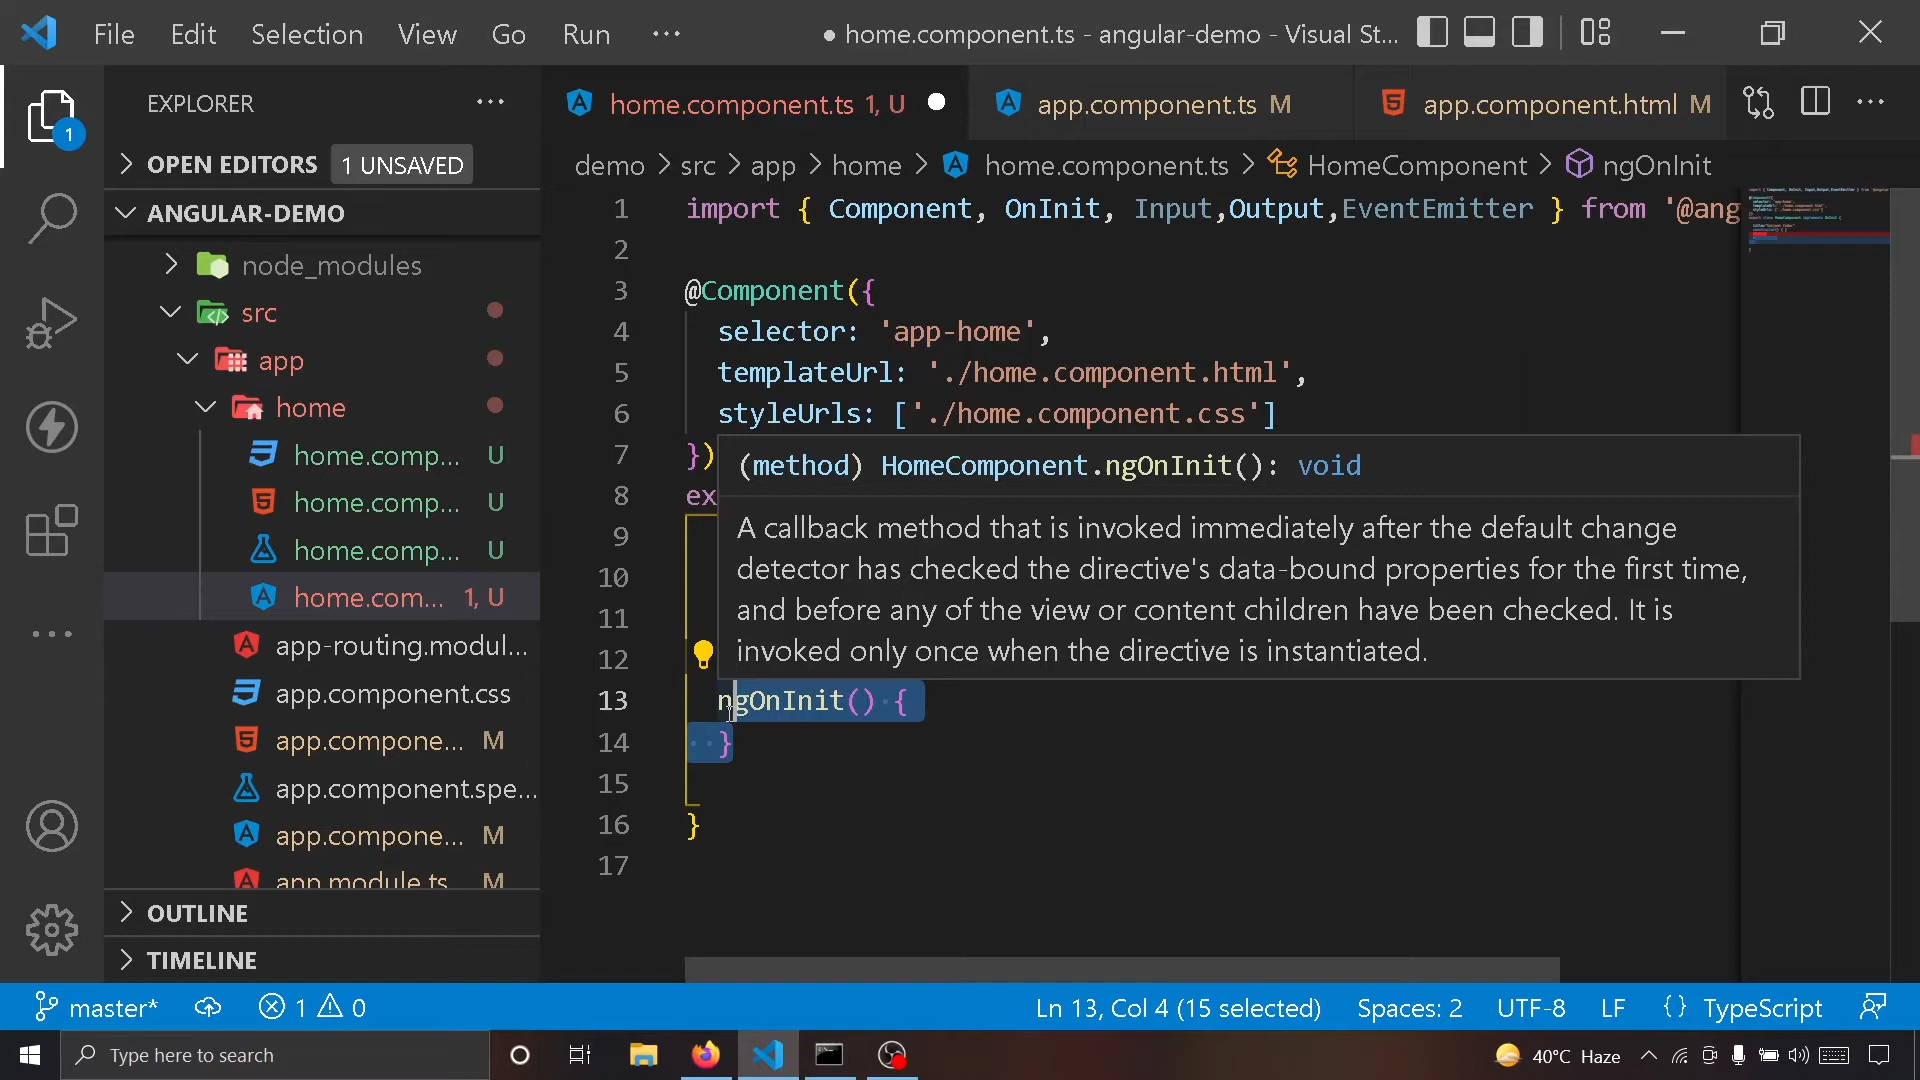 File Edit Selection View Go Run ··· ● home.component.ts - angular-demo - Visual St...
EXPLORER ···
OPEN EDITORS 1 UNSAVED
ANGULAR-DEMO
node_modules
src
app
home
home.comp... U
home.comp... U
home.comp... U
home.com... 1, U
app-routing.modul...
app.component.css
app.compone... M
app.component.spe...
app.compone... M
app.module.ts M
OUTLINE
TIMELINE
1
home.component.ts 1, U ●
app.component.ts M
app.component.html M
demo > src > app > home > home.component.ts > HomeComponent > ngOnInit
1 import { Component, OnInit, Input,Output,EventEmitter } from '@ang
2
3 @Component({
4 selector: 'app-home',
5 templateUrl: './home.component.html',
6 styleUrls: ['./home.component.css']
7 })
8 ex
9
10
11
12
(method) HomeComponent.ngOnInit(): void
A callback method that is invoked immediately after the default change
detector has checked the directive's data-bound properties for the first time,
and before any of the view or content children have been checked. It is
invoked only once when the directive is instantiated.
13 ngOnInit() {
14 }
15
16 }
17
master* 1 0 Ln 13, Col 4 (15 selected) Spaces: 2 UTF-8 LF {} TypeScript
Type here to search 40°C Haze